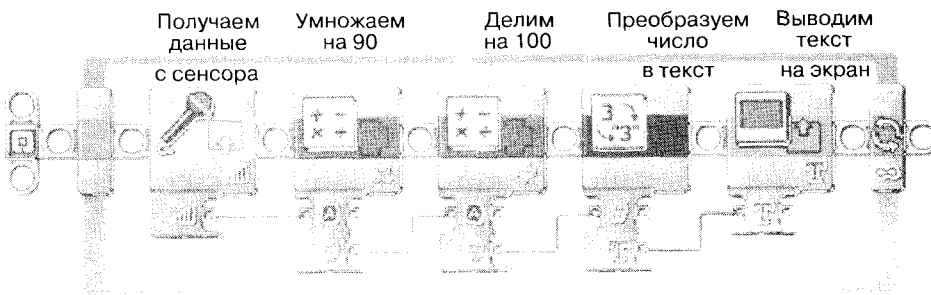 Получаем
данные
с сенсора
Умножаем
на 90
Делим
на 100
Преобразуем
число
в текст
Выводим
текст
на экран